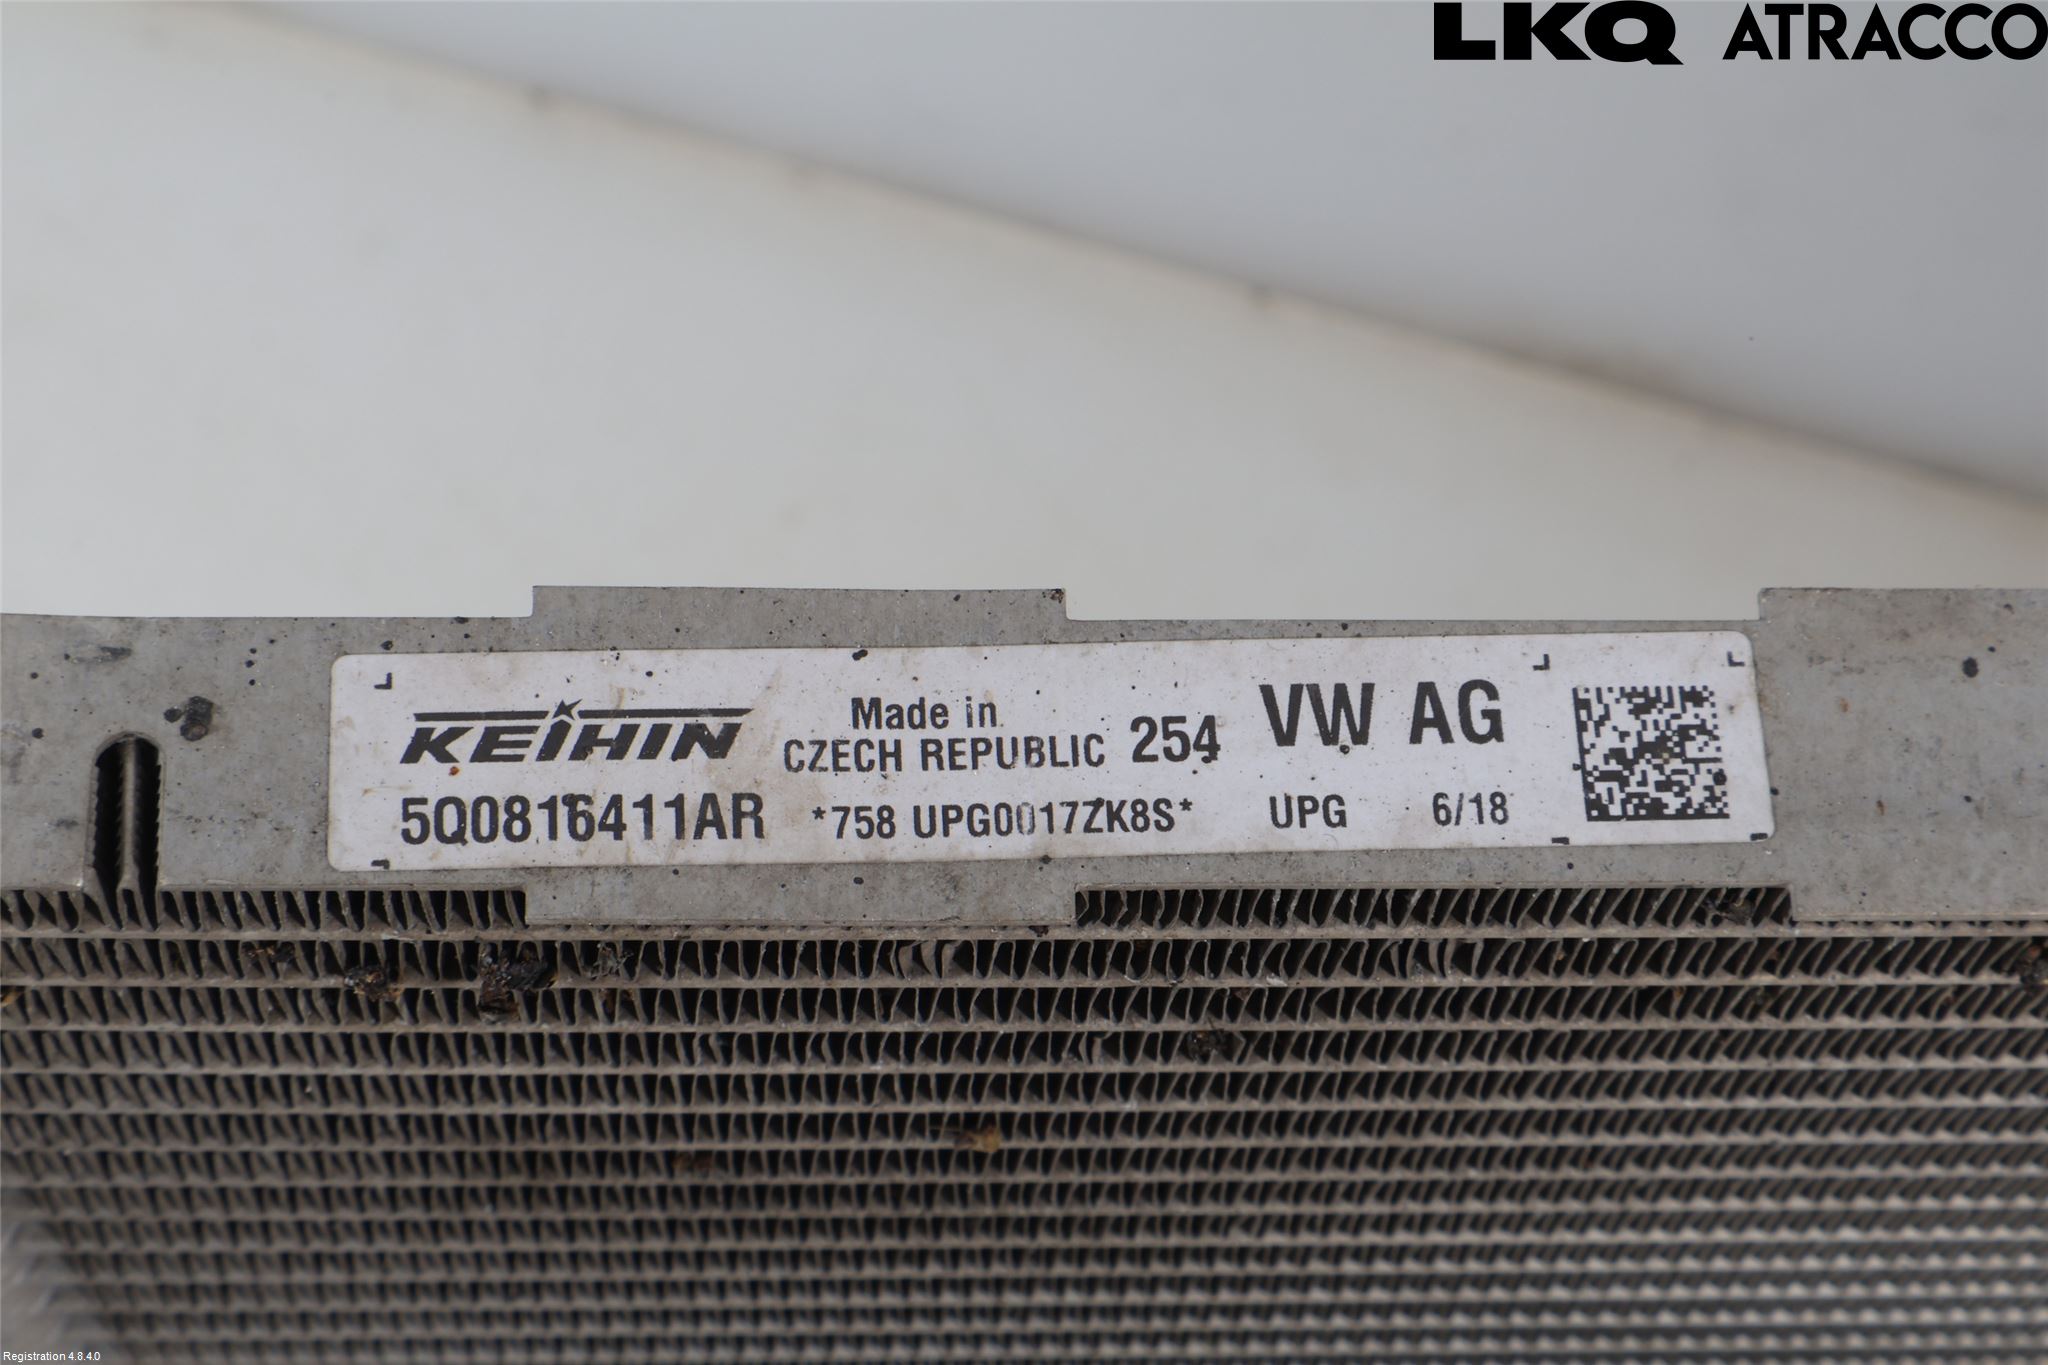 LKQ ATRACCO
KEIHIN
Made in
CZECH REPUBLIC
254
VW AG
5Q0816411AR
*758 UPG0017ZK8S*
UPG
6/18
Registration 4.8.4.0